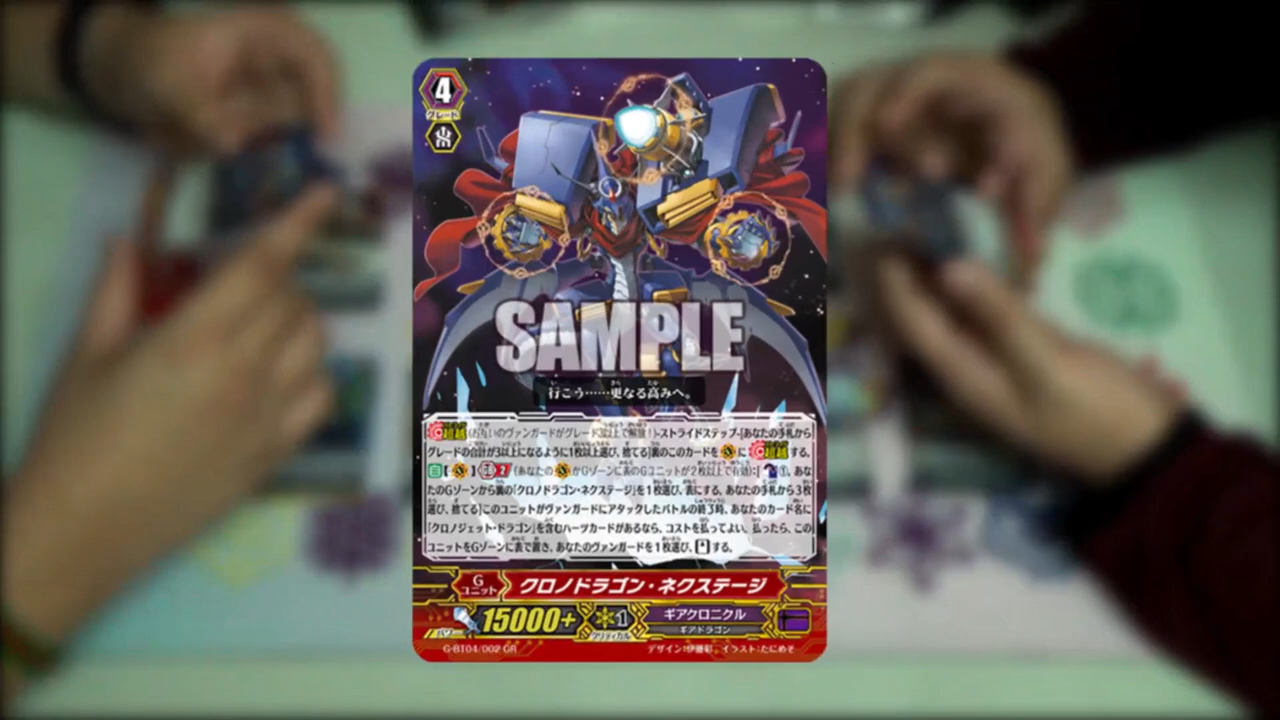 4
グレード
SAMPLE
行こう……更なる高みへ。
超越(お互いのヴァンガードがグレード3以上で解放！)-ストライドステップ-[あなたの手札から
グレードの合計が3以上になるように1枚以上選び、捨てる]裏のこのカードを に 超越する。
【 】 2 (あなたの かGゾーンに表のGユニットが2枚以上で有効):[ ①, あな
たのGゾーンから裏の「クロノドラゴン・ネクステージ」を1枚選び、表にする, あなたの手札から3枚
選び、捨てる]このユニットがヴァンガードにアタックしたバトルの終了時、あなたのカード名に
「クロノジェット・ドラゴン」を含むハーツカードがあるなら、コストを払ってよい。払ったら、この
ユニットをGゾーンに表で置き、あなたのヴァンガードを1枚選び、 する。
G
ユニット
クロノドラゴン・ネクステージ
15000+
1
クリティカル
ギアクロニクル
ギアドラゴン
G-BT04/002 GR
デザイン:伊藤彰 イラスト:たにめそ